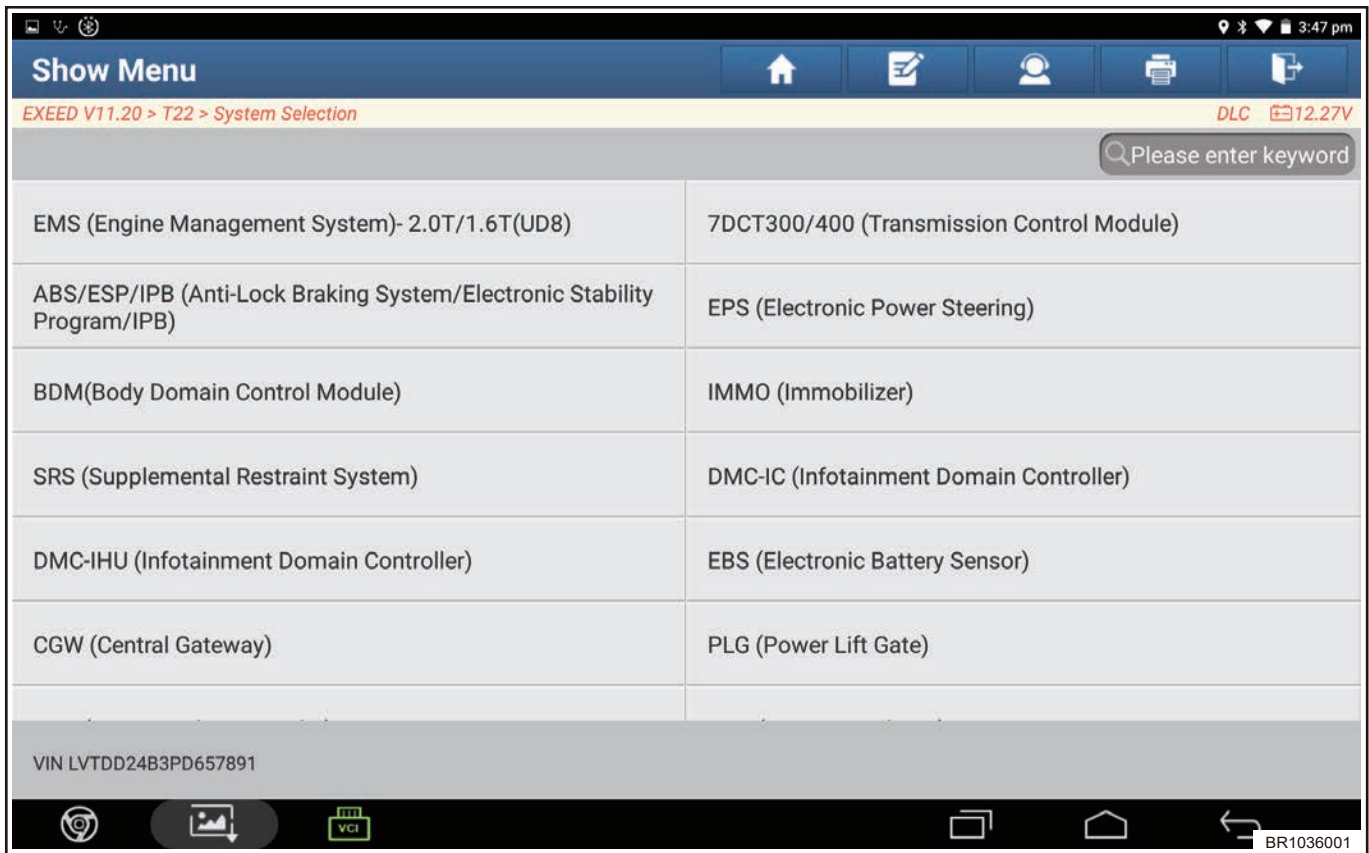 3:47 pm
Show Menu
EXEED V11.20 > T22 > System Selection
DLC 12.27V
Please enter keyword
EMS (Engine Management System)- 2.0T/1.6T(UD8)
7DCT300/400 (Transmission Control Module)
ABS/ESP/IPB (Anti-Lock Braking System/Electronic Stability
Program/IPB)
EPS (Electronic Power Steering)
BDM(Body Domain Control Module)
IMMO (Immobilizer)
SRS (Supplemental Restraint System)
DMC-IC (Infotainment Domain Controller)
DMC-IHU (Infotainment Domain Controller)
EBS (Electronic Battery Sensor)
CGW (Central Gateway)
PLG (Power Lift Gate)
VIN LVTDD24B3PD657891
VCI
BR1036001